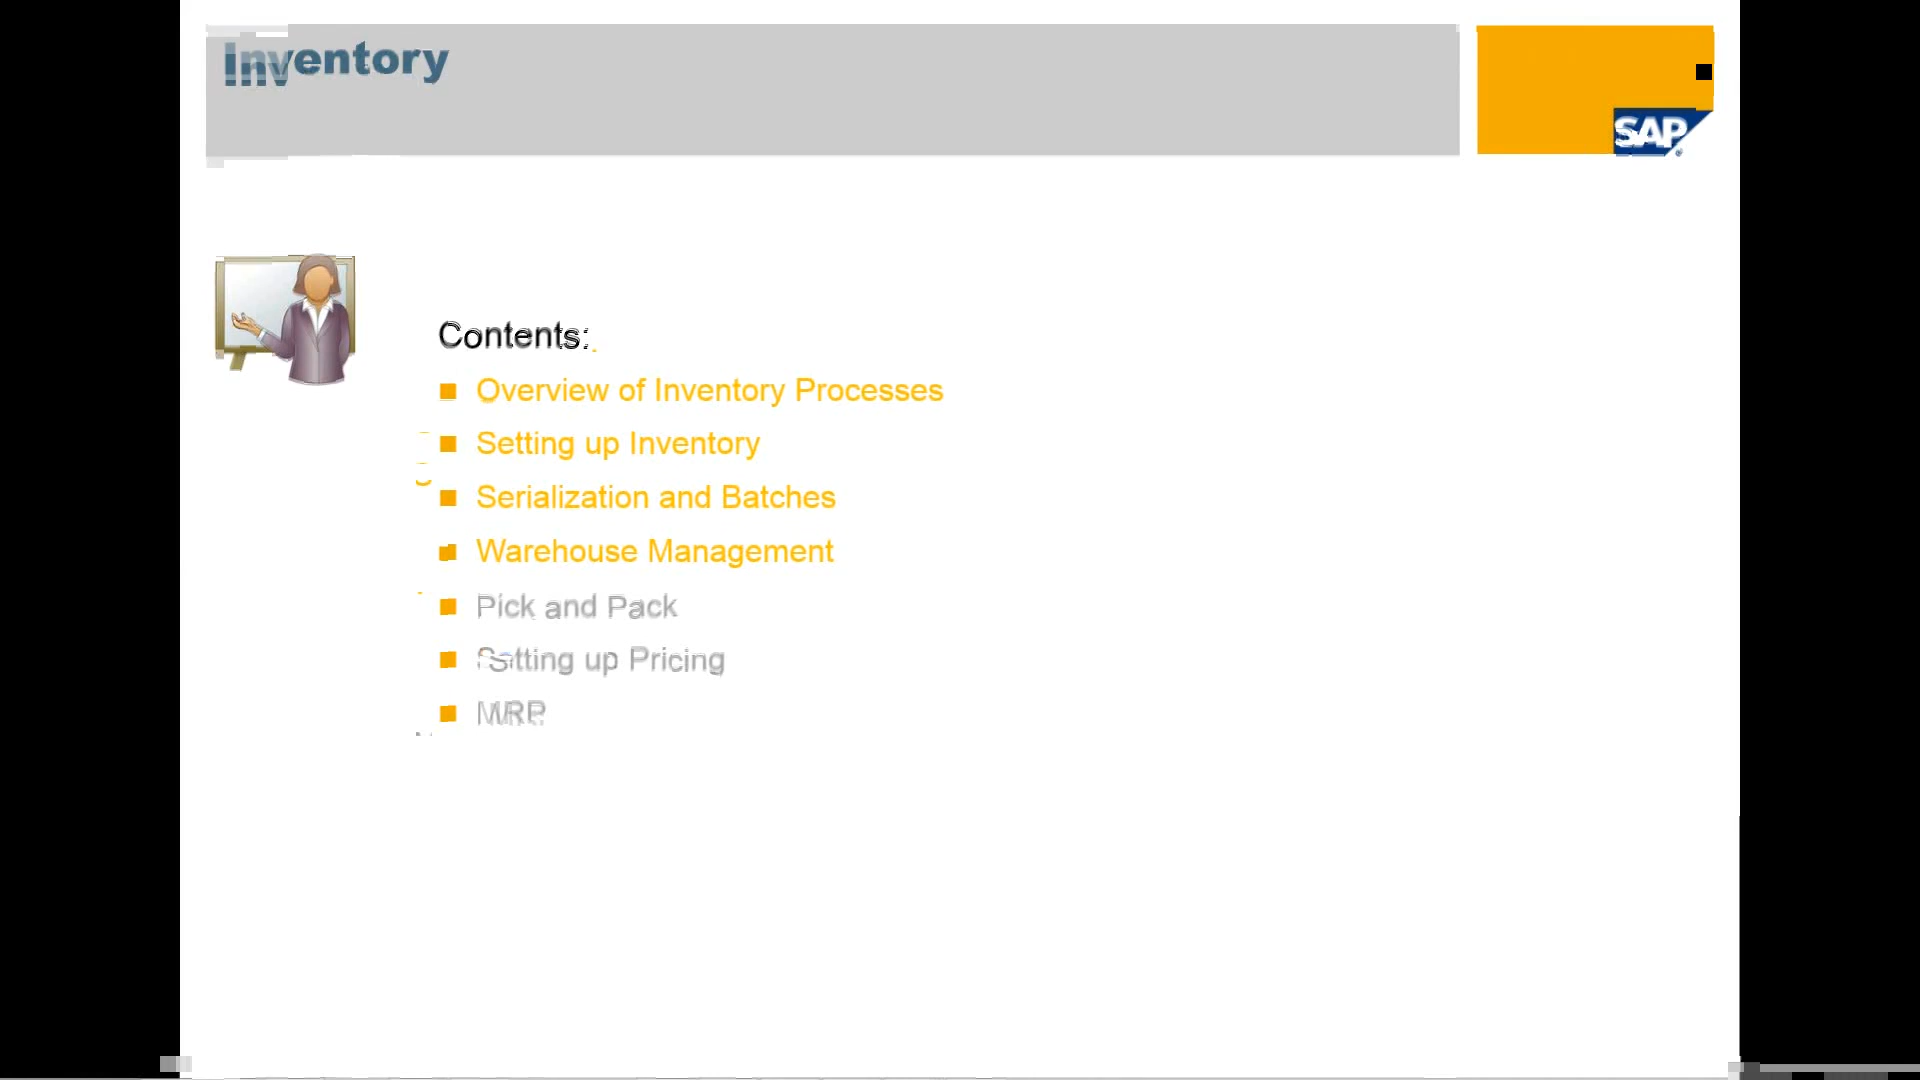 Inventory
SAP
Contents:
Overview of Inventory Processes
Setting up Inventory
Serialization and Batches
Warehouse Management
Pick and Pack
Setting up Pricing
MRP